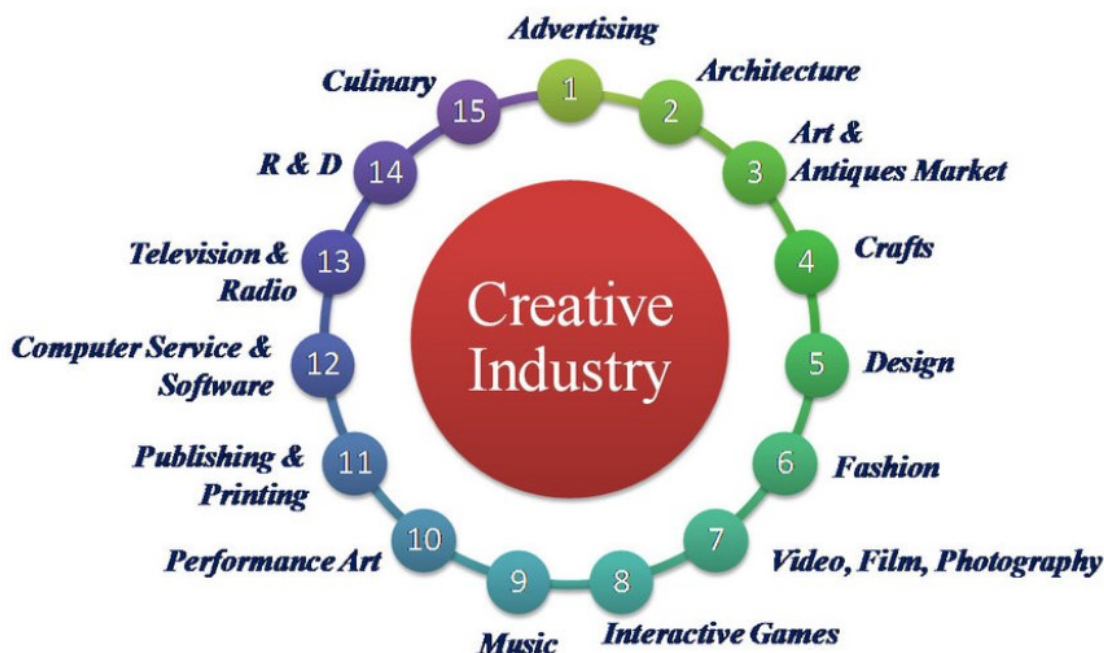 Creative
Industry
1
Advertising
2
Architecture
3
Art &
Antiques Market
4
Crafts
5
Design
6
Fashion
7
Video, Film, Photography
8
Interactive Games
9
Music
10
Performance Art
11
Publishing &
Printing
12
Computer Service &
Software
13
Television &
Radio
14
R & D
15
Culinary